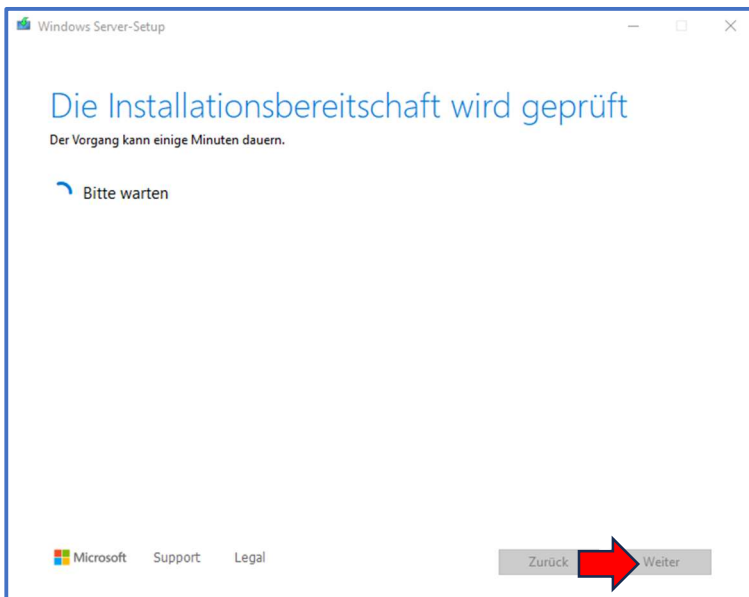 Windows Server-Setup
Die Installationsbereitschaft wird geprüft
Der Vorgang kann einige Minuten dauern.
Bitte warten
Microsoft Support Legal
Zurück Weiter